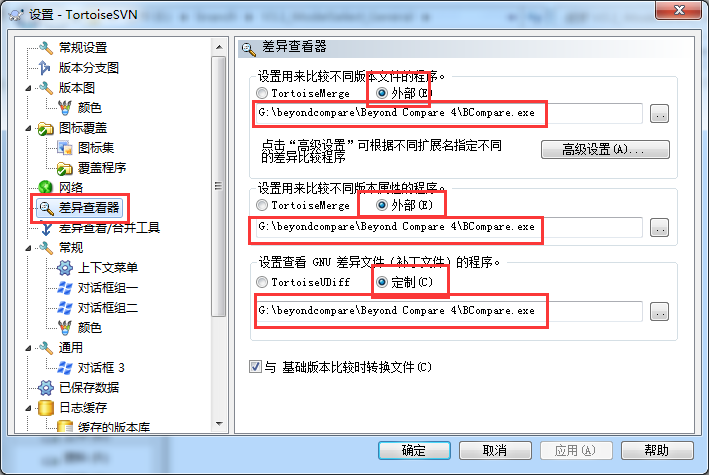 设置 - TortoiseSVN
常规设置
版本分支图
版本图
颜色
图标覆盖
图标集
覆盖程序
网络
差异查看器
差异查看/合并工具
常规
上下文菜单
对话框组一
对话框组二
颜色
通用
对话框 3
已保存数据
日志缓存
缓存的版本库
差异查看器
设置用来比较不同版本文件的程序。
TortoiseMerge
外部(E)
G:\beyondcompare\Beyond Compare 4\BCompare.exe
..
点击“高级设置”可根据不同扩展名指定不同
的差异比较程序
高级设置(A)...
设置用来比较不同版本属性的程序。
TortoiseMerge
外部(E)
G:\beyondcompare\Beyond Compare 4\BCompare.exe
..
设置查看 GNU 差异文件（补丁文件）的程序。
TortoiseUDiff
定制(C)
G:\beyondcompare\Beyond Compare 4\BCompare.exe
..
与 基础版本比较时转换文件(C)
确定
取消
应用(A)
帮助